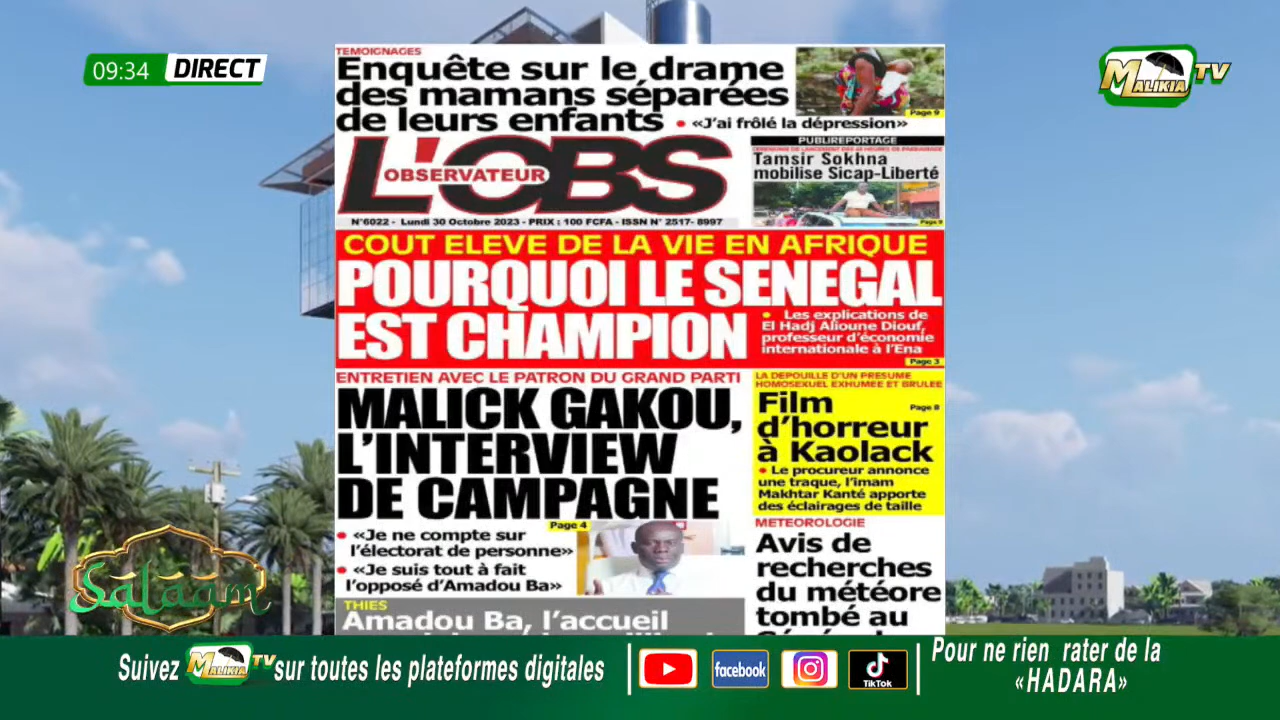 09:34 DIRECT
MALIKIA TV
TEMOIGNAGES
Enquête sur le drame
des mamans séparées
de leurs enfants
• «J'ai frôlé la dépression»
Page 9
L'OBS
OBSERVATEUR
N°6022 - Lundi 30 Octobre 2023 - PRIX : 100 FCFA - ISSN N° 2517- 8997
PUBLIREPORTAGE
Tamsir Sokhna
mobilise Sicap-Liberté
COUT ELEVE DE LA VIE EN AFRIQUE
POURQUOI LE SENEGAL
EST CHAMPION
• Les explications de
El Hadj Alioune Diouf,
professeur d'économie
internationale à l'Ena
Page 3
ENTRETIEN AVEC LE PATRON DU GRAND PARTI
MALICK GAKOU,
L'INTERVIEW
DE CAMPAGNE
Page 4
• «Je ne compte sur
l'électorat de personne»
• «Je suis tout à fait
l'opposé d'Amadou Ba»
THIES
Amadou Ba, l'accueil
LA DEPOUILLE D'UN PRESUME
HOMOSEXUEL EXHUMEE ET BRULEE
Film
Page 8
d'horreur
à Kaolack
• Le procureur annonce
une traque, l'imam
Makhtar Kanté apporte
des éclairages de taille
METEOROLOGIE
Avis de
recherches
du météore
tombé au
Salaam
Suivez MALIKIA TV sur toutes les plateformes digitales
facebook
TikTok
Pour ne rien rater de la
«HADARA»